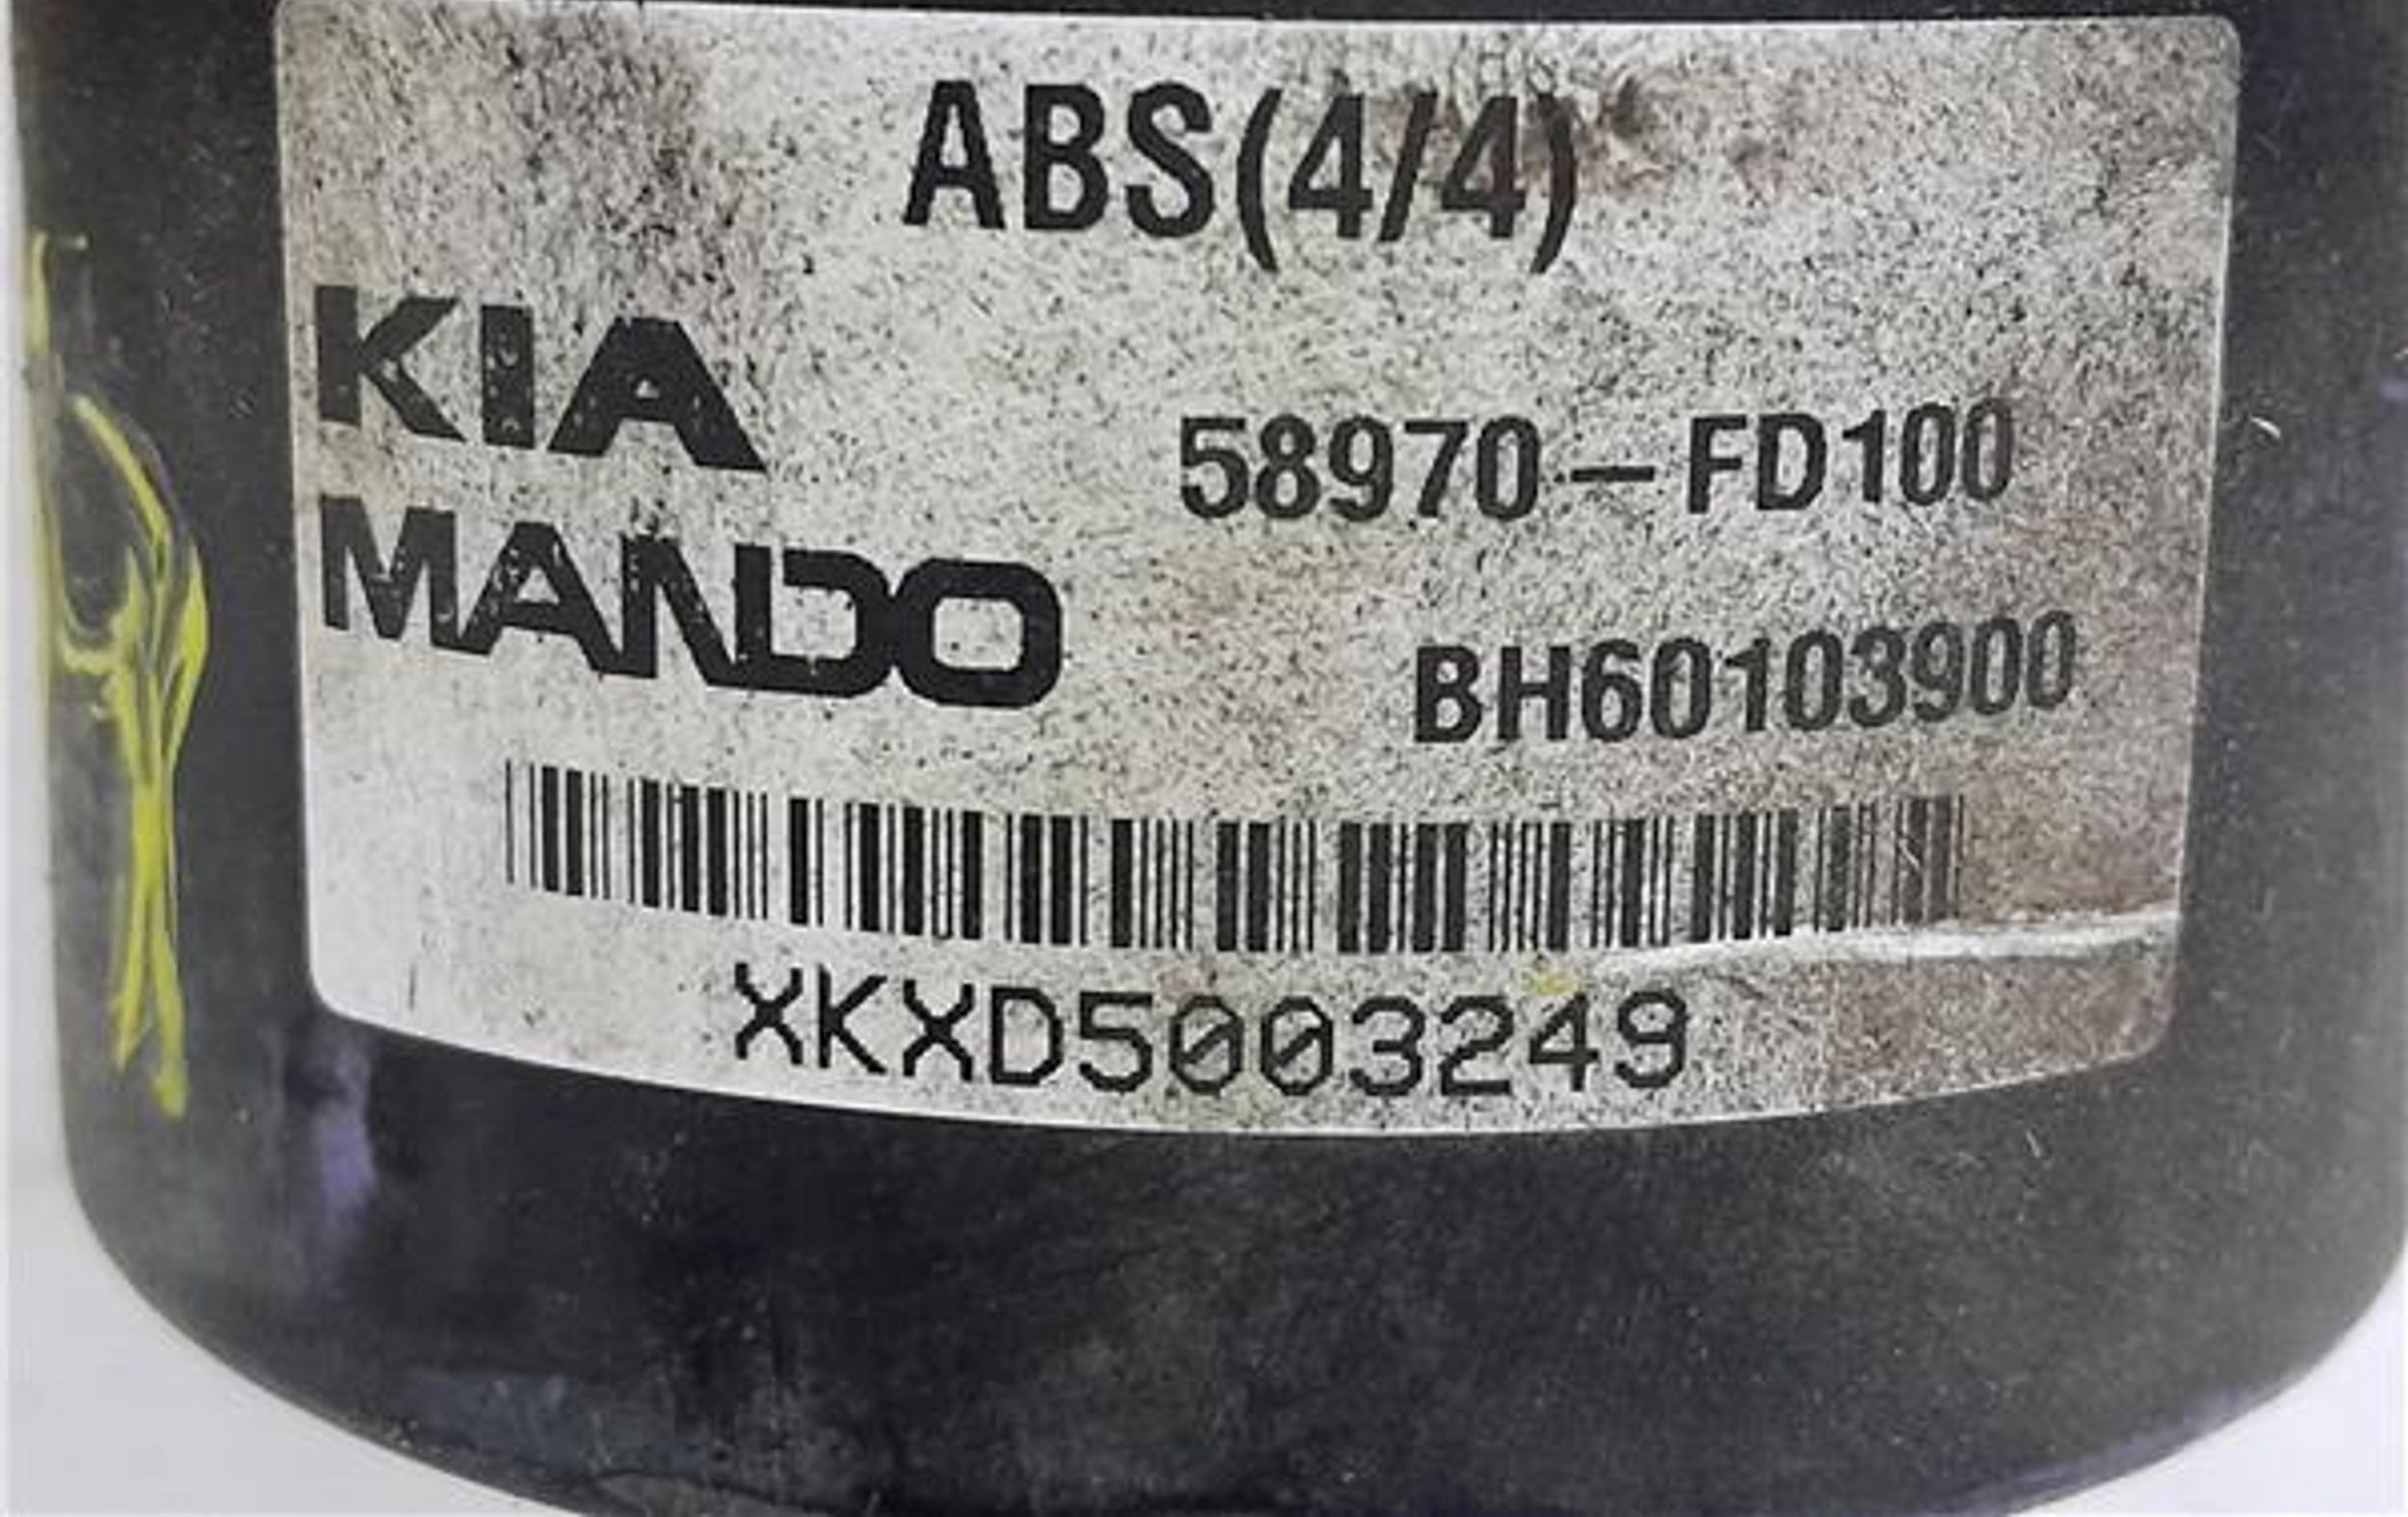 ABS(4/4)
KIA
58970-FD100
MANDO
BH60103900
XKXD5003249